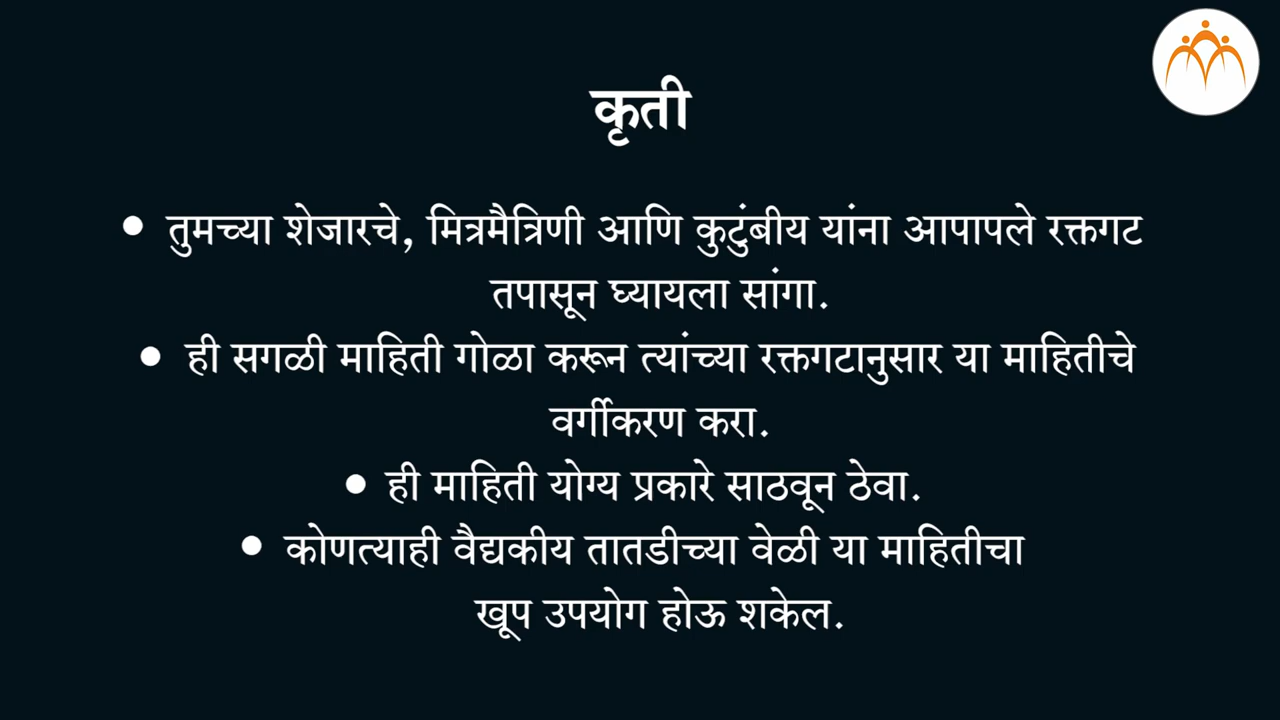 कृती
• तुमच्या शेजारचे, मित्रमैत्रिणी आणि कुटुंबीय यांना आपापले रक्तगट
तपासून घ्यायला सांगा.
• ही सगळी माहिती गोळा करून त्यांच्या रक्तगटानुसार या माहितीचे
वर्गीकरण करा.
• ही माहिती योग्य प्रकारे साठवून ठेवा.
• कोणत्याही वैद्यकीय तातडीच्या वेळी या माहितीचा
खूप उपयोग होऊ शकेल.